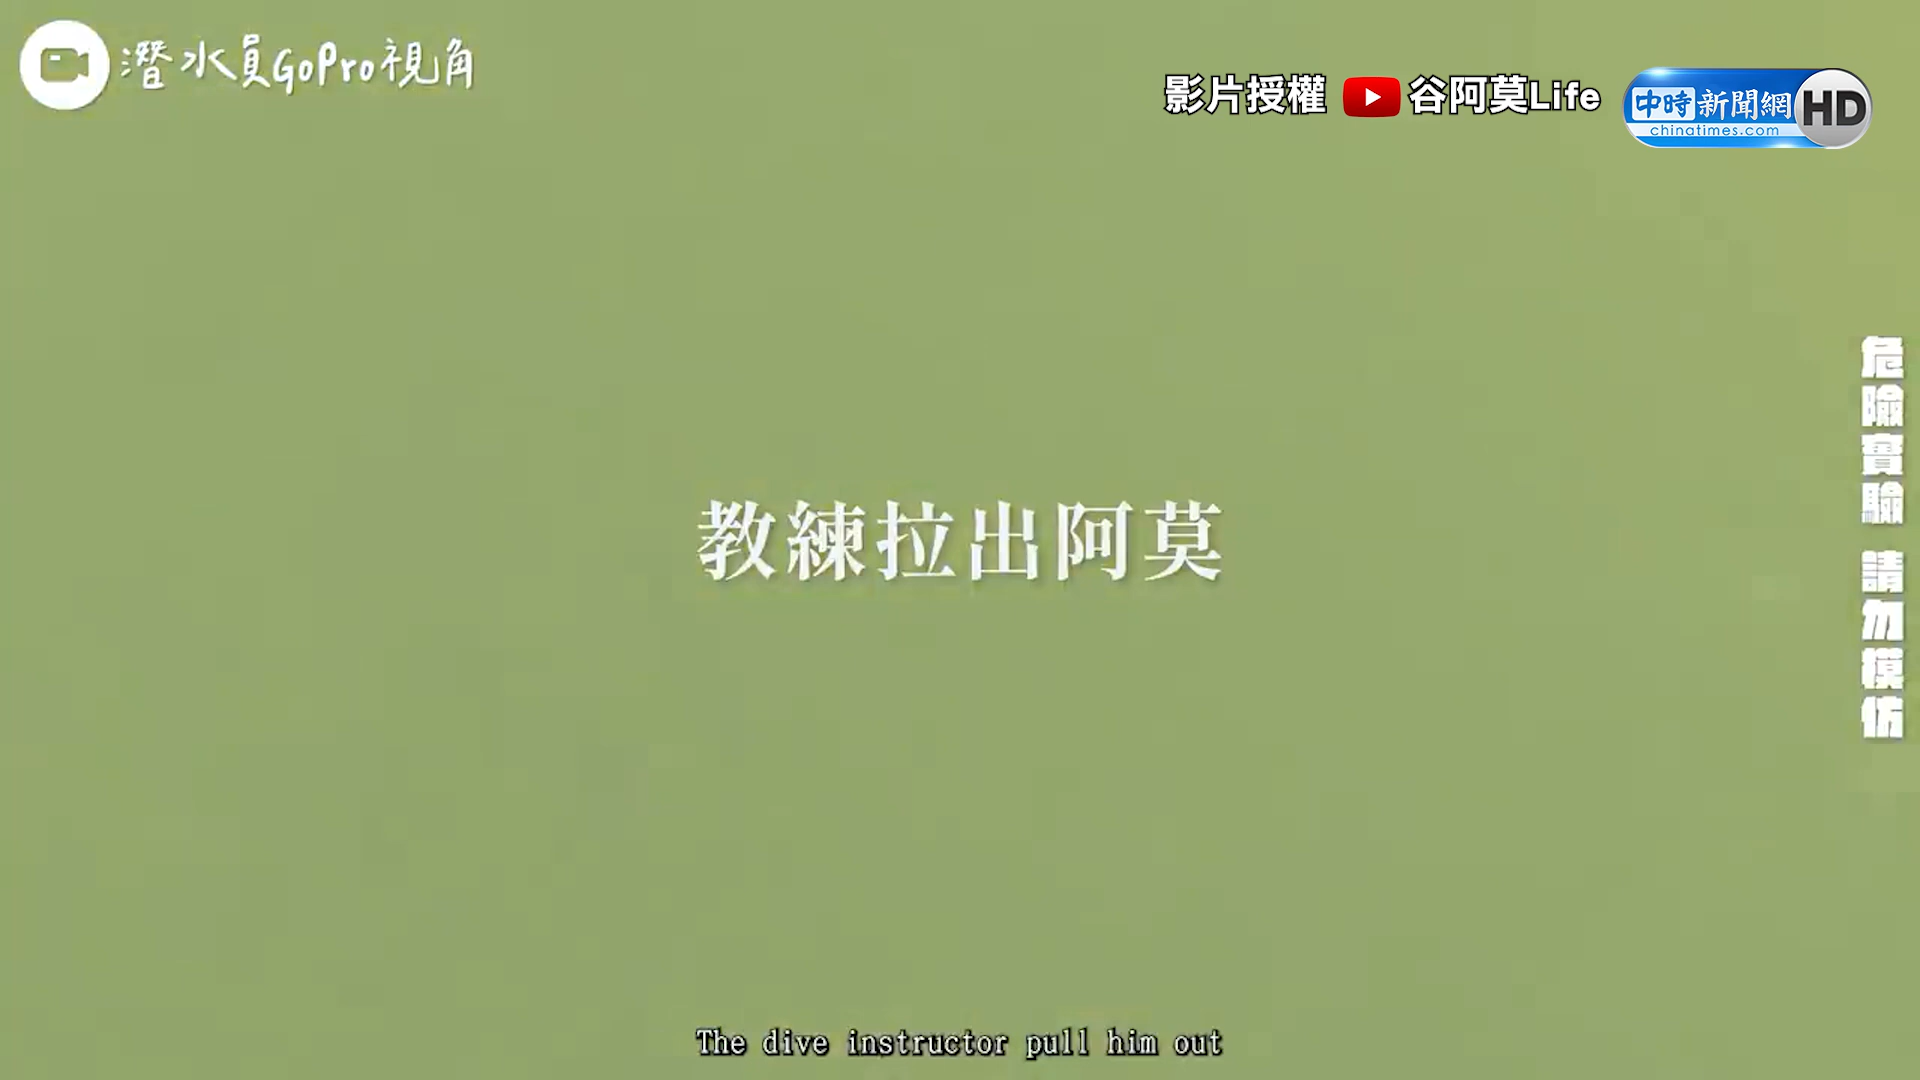 潛水員GoPro視角
影片授權 谷阿莫Life
中時新聞網 HD
chinatimes.com
危險實驗 請勿模仿
教練拉出阿莫
The dive instructor pull him out